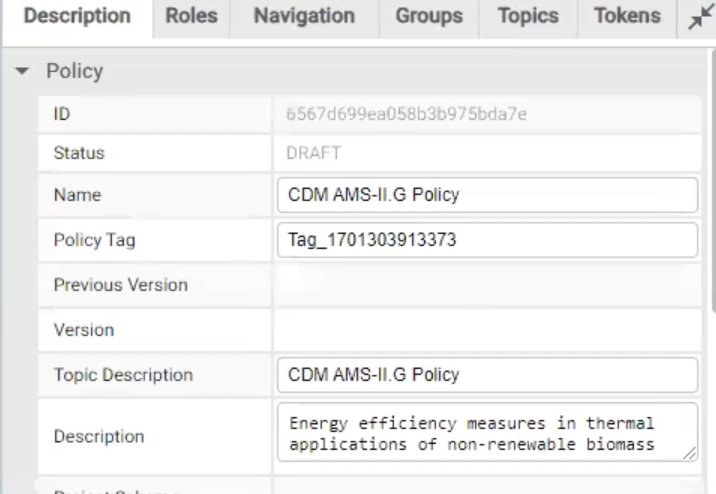 Description Roles Navigation Groups Topics Tokens
Policy
ID 6567d699ea058b3b975bda7e
Status DRAFT
Name CDM AMS-II.G Policy
Policy Tag Tag_1701303913373
Previous Version
Version
Topic Description CDM AMS-II.G Policy
Description Energy efficiency measures in thermal
applications of non-renewable biomass